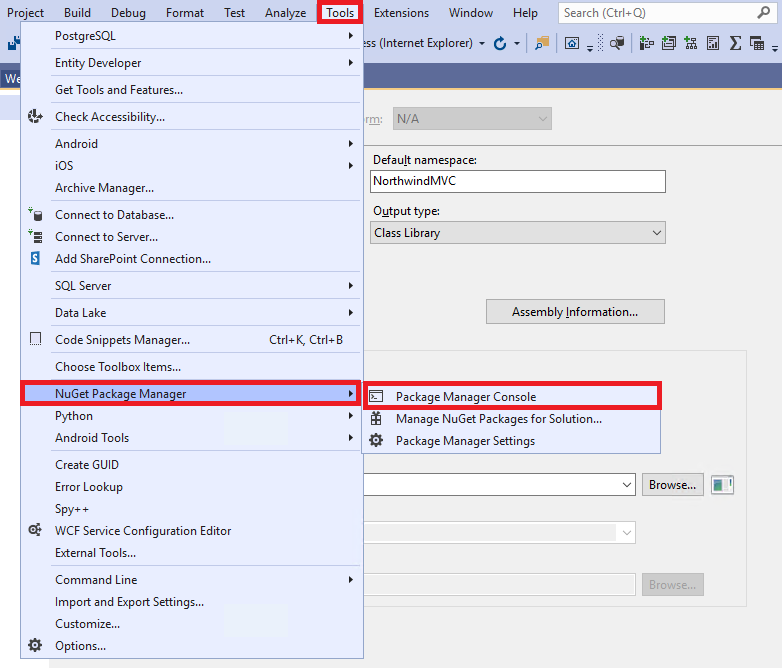 Project Build Debug Format Test Analyze Tools Extensions Window Help Search (Ctrl+Q)
ess (Internet Explorer)
We
PostgreSQL
Entity Developer
Get Tools and Features...
Check Accessibility...
Android
iOS
Archive Manager...
Connect to Database...
Connect to Server...
Add SharePoint Connection...
SQL Server
Data Lake
Code Snippets Manager... Ctrl+K, Ctrl+B
Choose Toolbox Items...
NuGet Package Manager
Python
Android Tools
Create GUID
Error Lookup
Spy++
WCF Service Configuration Editor
External Tools...
Command Line
Import and Export Settings...
Customize...
Options...
Package Manager Console
Manage NuGet Packages for Solution...
Package Manager Settings
rm: N/A
Default namespace:
NorthwindMVC
Output type:
Class Library
Assembly Information...
Browse...
Browse...